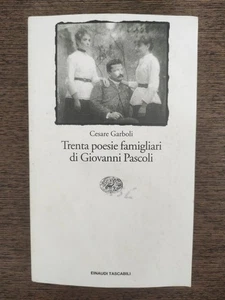 Cesare Garboli
Trenta poesie famigliari
di Giovanni Pascoli
EINAUDI TASCABILI